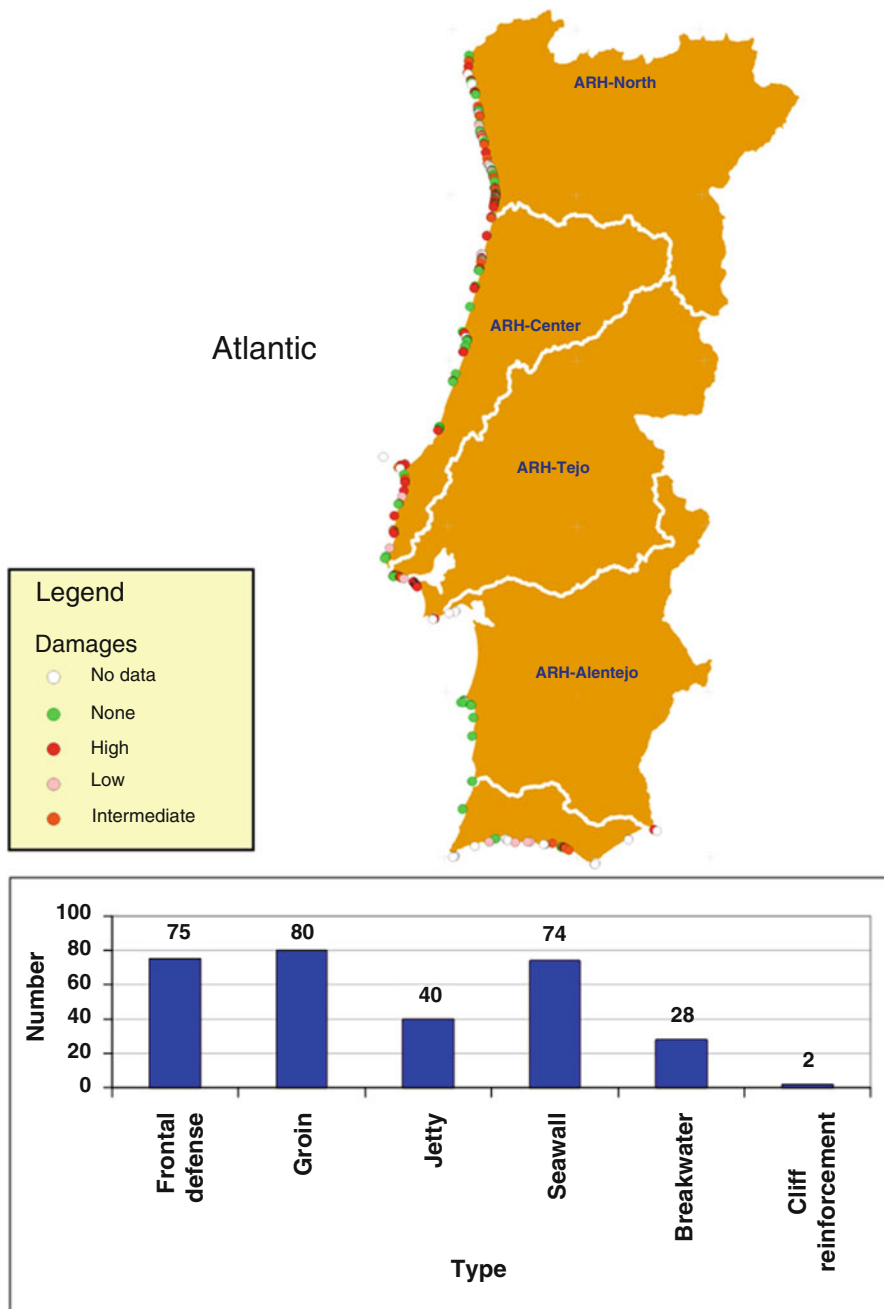 ARH-North
ARH-Center
Atlantic
ARH-Tejo
ARH-Alentejo
Legend
Damages
No data
None
High
Low
Intermediate
100
80
60
40
20
0
Number
75
80
40
74
28
2
Frontal
defense
Groin
Jetty
Seawall
Breakwater
Cliff
reinforcement
Type